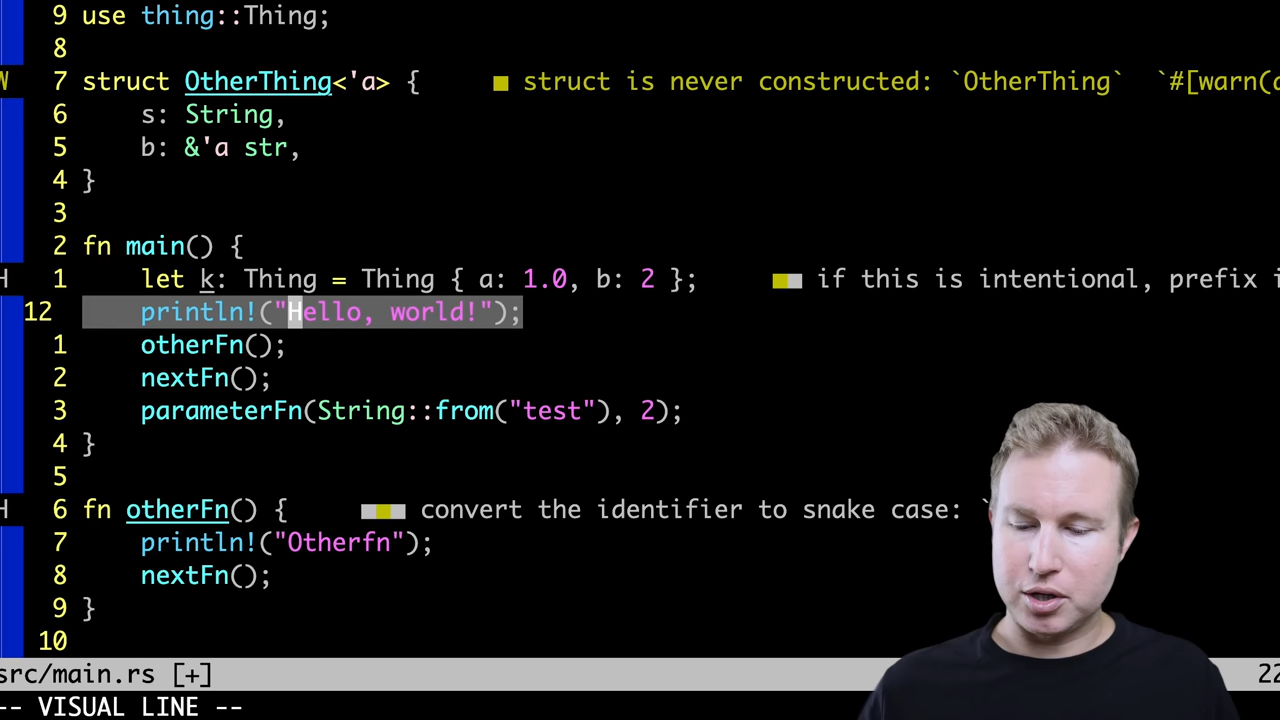 9 use thing::Thing;
8
W 7 struct OtherThing<'a> { ■ struct is never constructed: `OtherThing` `#[warn(
6 s: String,
5 b: &'a str,
4 }
3
2 fn main() {
H 1 let k: Thing = Thing { a: 1.0, b: 2 }; if this is intentional, prefix
12 println!("Hello, world!");
1 otherFn();
2 nextFn();
3 parameterFn(String::from("test"), 2);
4 }
5
H 6 fn otherFn() { convert the identifier to snake case: `
7 println!("Otherfn");
8 nextFn();
9 }
10
src/main.rs [+] 22
-- VISUAL LINE --